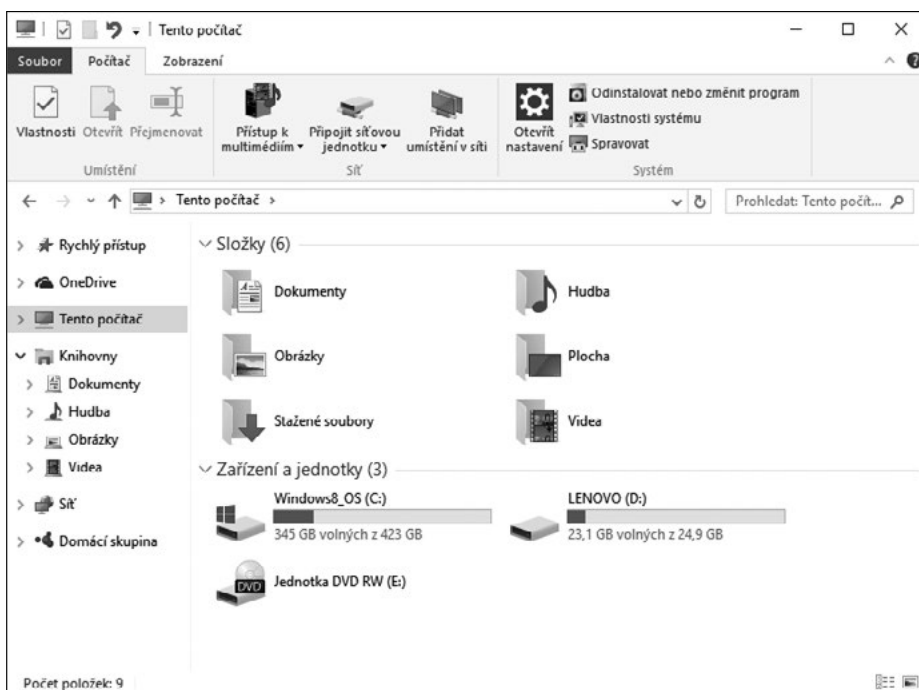 Tento počítač
Soubor
Počítač
Zobrazení
Vlastnosti
Otevřít
Přejmenovat
Přístup k
multimédiím
Připojit síťovou
jednotku
Přidat
umístění v síti
Otevřít
nastavení
Odinstalovat nebo změnit program
Vlastnosti systému
Spravovat
Umístění
Síť
Systém
Tento počítač
Prohledat: Tento počít...
Rychlý přístup
OneDrive
Tento počítač
Knihovny
Dokumenty
Hudba
Obrázky
Videa
Síť
Domácí skupina
Složky (6)
Dokumenty
Hudba
Obrázky
Plocha
Stažené soubory
Videa
Zařízení a jednotky (3)
Windows8_OS (C:)
345 GB volných z 423 GB
LENOVO (D:)
23,1 GB volných z 24,9 GB
DVD
Jednotka DVD RW (E:)
Počet položek: 9